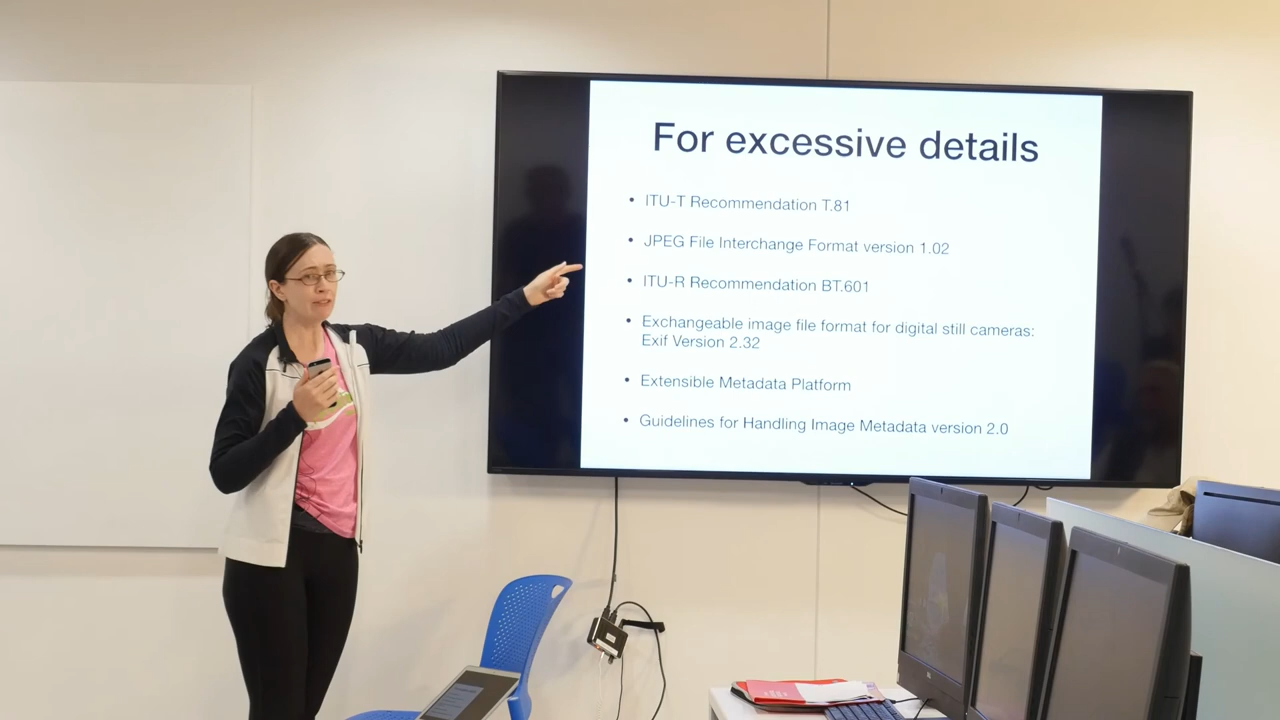 For excessive details
• ITU-T Recommendation T.81
• JPEG File Interchange Format version 1.02
• ITU-R Recommendation BT.601
• Exchangeable image file format for digital still cameras:
Exif Version 2.32
• Extensible Metadata Platform
• Guidelines for Handling Image Metadata version 2.0